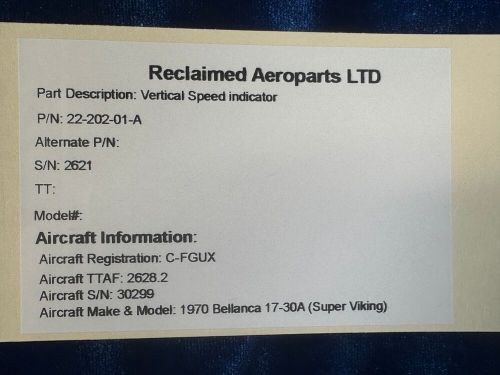 Reclaimed Aeroparts LTD
Part Description: Vertical Speed indicator
P/N: 22-202-01-A
Alternate P/N:
S/N: 2621
TT:
Model#:
Aircraft Information:
Aircraft Registration: C-FGUX
Aircraft TTAF: 2628.2
Aircraft S/N: 30299
Aircraft Make & Model: 1970 Bellanca 17-30A (Super Viking)